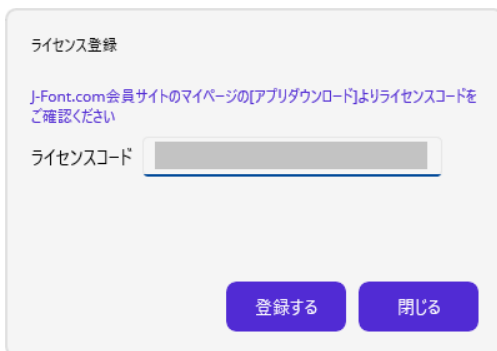 ライセンス登録
J-Font.com会員サイトのマイページの[アプリダウンロード]よりライセンスコードを
ご確認ください
ライセンスコード
登録する
閉じる